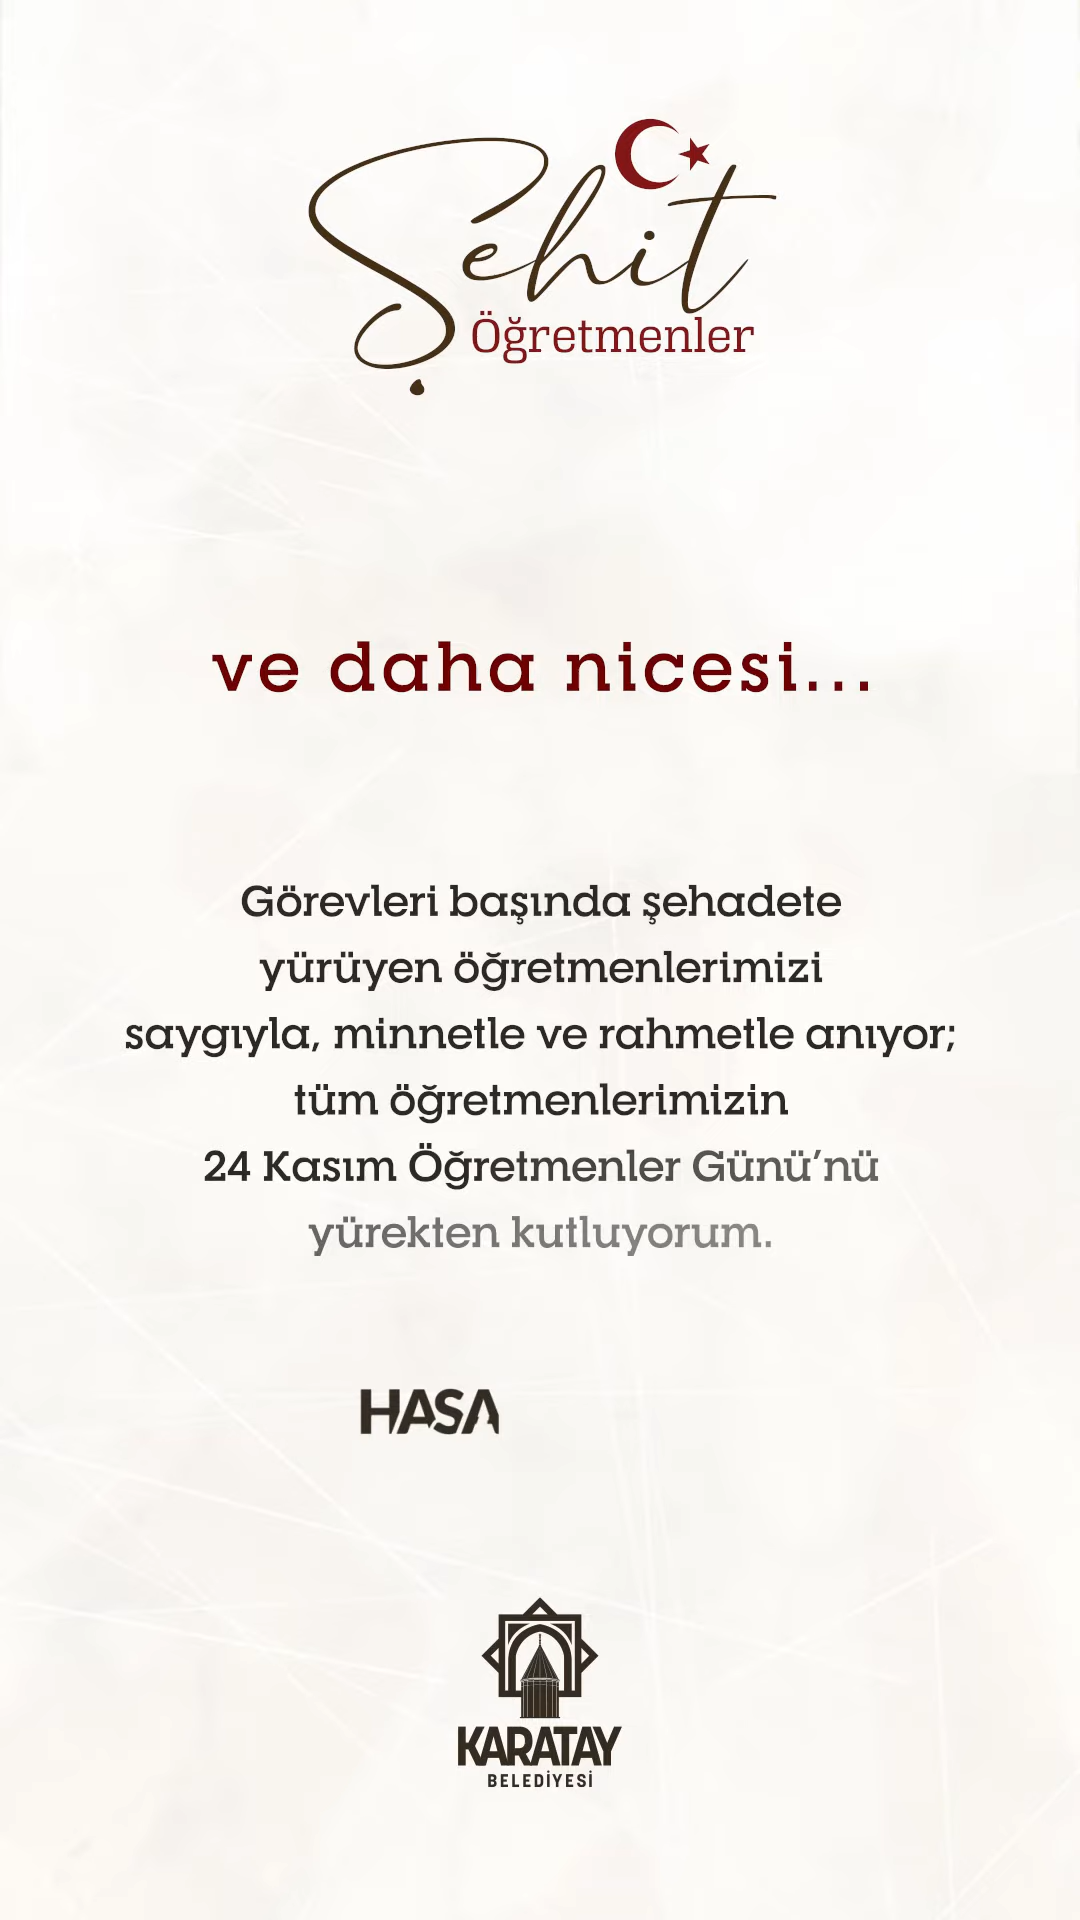 Şehit
Öğretmenler
ve daha nicesi...
Görevleri başında şehadete
yürüyen öğretmenlerimizi
saygıyla, minnetle ve rahmetle anıyor;
tüm öğretmenlerimizin
24 Kasım Öğretmenler Günü’nü
yürekten kutluyorum.
HASA
KARATAY
BELEDİYESİ